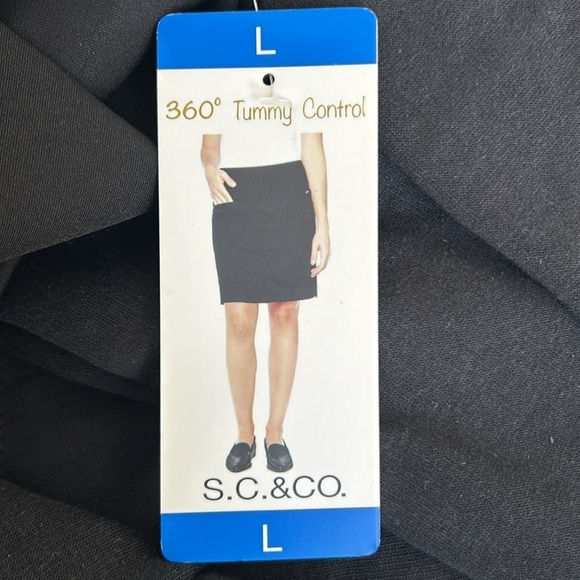 L
360° Tummy Control
S.C.&CO.
L